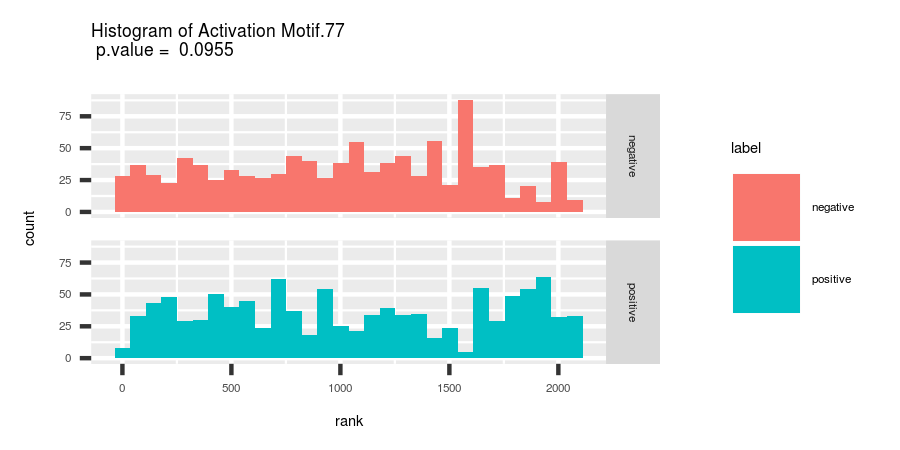 Histogram of Activation Motif.77
p.value =  0.0955
count
75
50
25
0
negative
75
50
25
0
positive
0 500 1000 1500 2000
rank
label
negative
positive